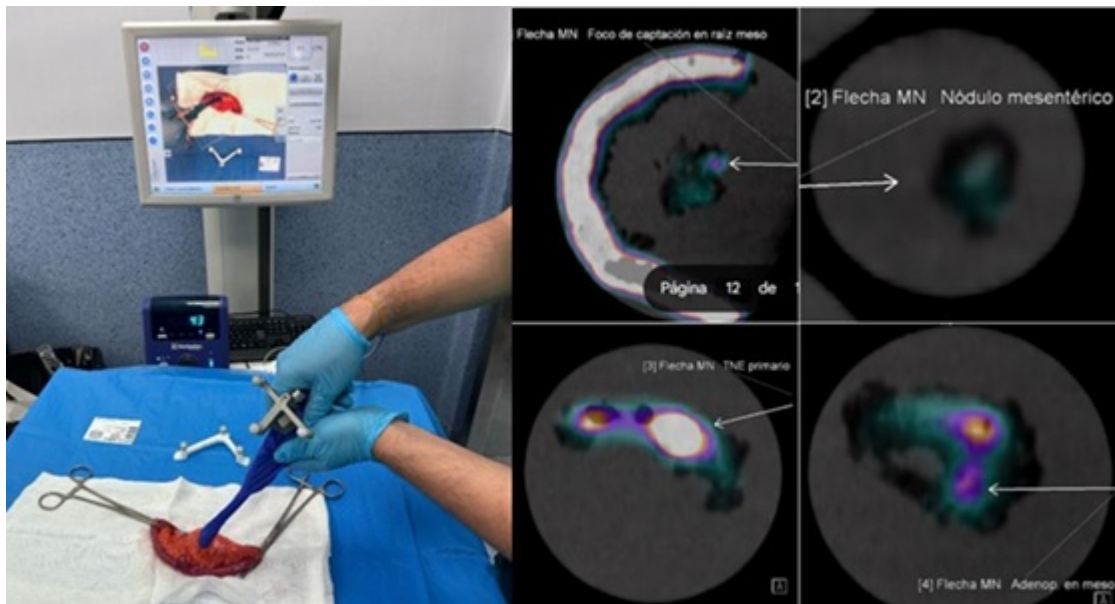 Flecha MN Foco de captación en raíz meso
Página 12 de
[2] Flecha MN Nódulo mesentérico
[3] Flecha MN TNE primario
[4] Flecha MN Adenop. en meso